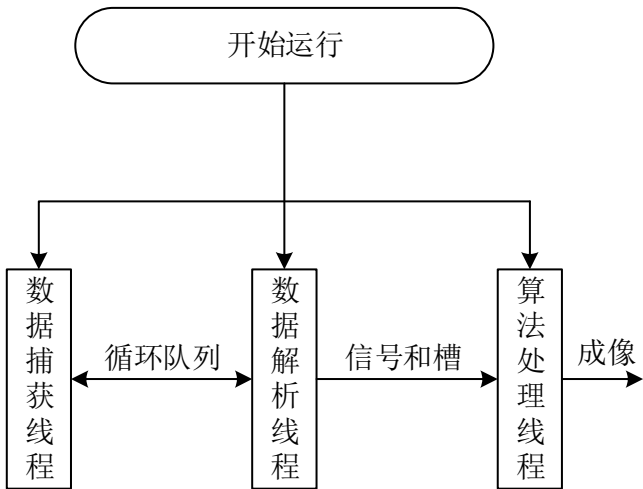 开始运行
数据捕获线程
循环队列
数据解析线程
信号和槽
算法处理线程
成像